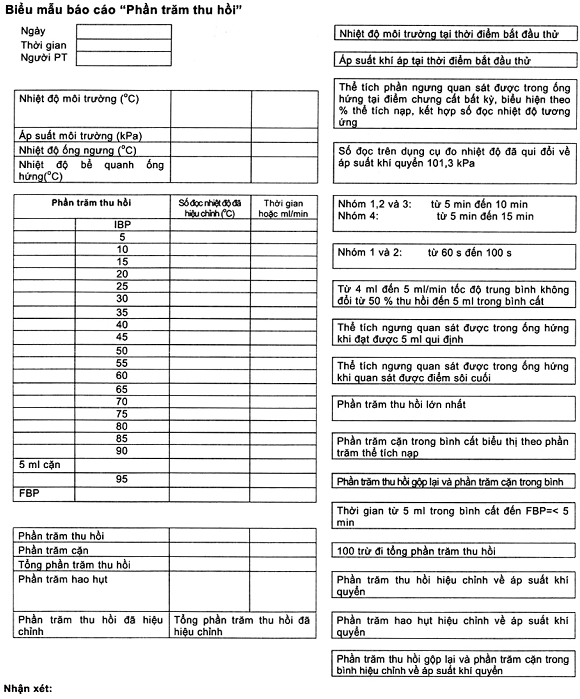 Biểu mẫu báo cáo “Phần trăm thu hồi”
Ngày
Thời gian
Người PT
Nhiệt độ môi trường (°C)
Áp suất môi trường (kPa)
Nhiệt độ ống ngưng (°C)
Nhiệt độ bể quanh ống
hứng(°C)
Phần trăm thu hồi
Số đọc nhiệt độ đã
hiệu chỉnh (°C)
Thời gian
hoặc ml/min
IBP
5
10
15
20
25
30
35
40
45
50
55
60
65
70
75
80
85
90
5 ml cặn
95
FBP
Phần trăm thu hồi
Phần trăm cặn
Tổng phần trăm thu hồi
Phần trăm hao hụt
Phần trăm thu hồi đã hiệu
chỉnh
Tổng phần trăm thu hồi đã
hiệu chỉnh
Nhiệt độ môi trường tại thời điểm bắt đầu thử
Áp suất khí áp tại thời điểm bắt đầu thử
Thể tích phần ngưng quan sát được trong ống
hứng tại điểm chưng cất bất kỳ, biểu hiện theo
% thể tích nạp, kết hợp số đọc nhiệt độ tương
ứng
Số đọc trên dụng cụ đo nhiệt độ đã qui đổi về
áp suất khí quyển 101,3 kPa
Nhóm 1,2 và 3: từ 5 min đến 10 min
Nhóm 4: từ 5 min đến 15 min
Nhóm 1 và 2: từ 60 s đến 100 s
Từ 4 ml đến 5 ml/min tốc độ trung bình không
đổi từ 50 % thu hồi đến 5 ml trong bình cất
Thể tích ngưng quan sát được trong ống hứng
khi đạt được 5 ml qui định
Thể tích ngưng quan sát được trong ống hứng
khi quan sát được điểm sôi cuối
Phần trăm thu hồi lớn nhất
Phần trăm cặn trong bình cất biểu thị theo phần
trăm thể tích nạp
Phần trăm thu hồi gộp lại và phần trăm cặn trong bình
Thời gian từ 5 ml trong bình cất đến FBP=< 5
min
100 trừ đi tổng phần trăm thu hồi
Phần trăm thu hồi hiệu chỉnh về áp suất khí
quyển
Phần trăm hao hụt hiệu chỉnh về áp suất khí
quyển
Phần trăm thu hồi gộp lại và phần trăm cặn trong
bình hiệu chỉnh về áp suất khí quyển
Nhận xét: